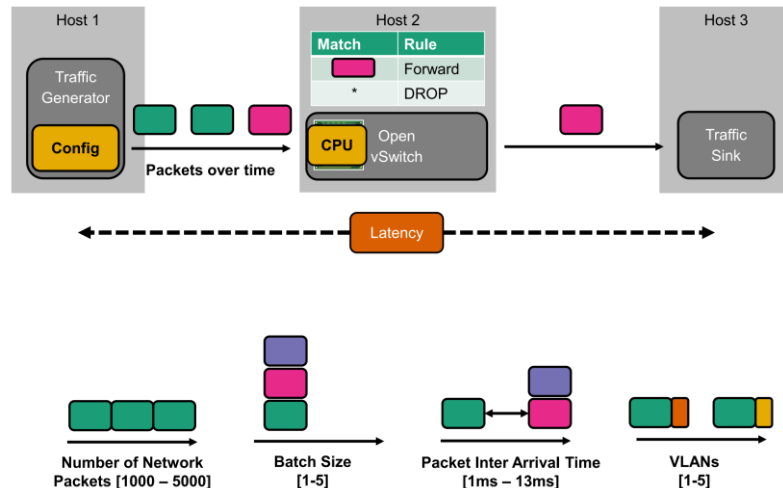 Host 1
Host 2
Host 3
Match Rule
Forward
* DROP
Traffic
Generator
Config
Packets over time
CPU
Open
vSwitch
Traffic
Sink
Latency
Number of Network
Packets [1000 – 5000]
Batch Size
[1-5]
Packet Inter Arrival Time
[1ms – 13ms]
VLANs
[1-5]